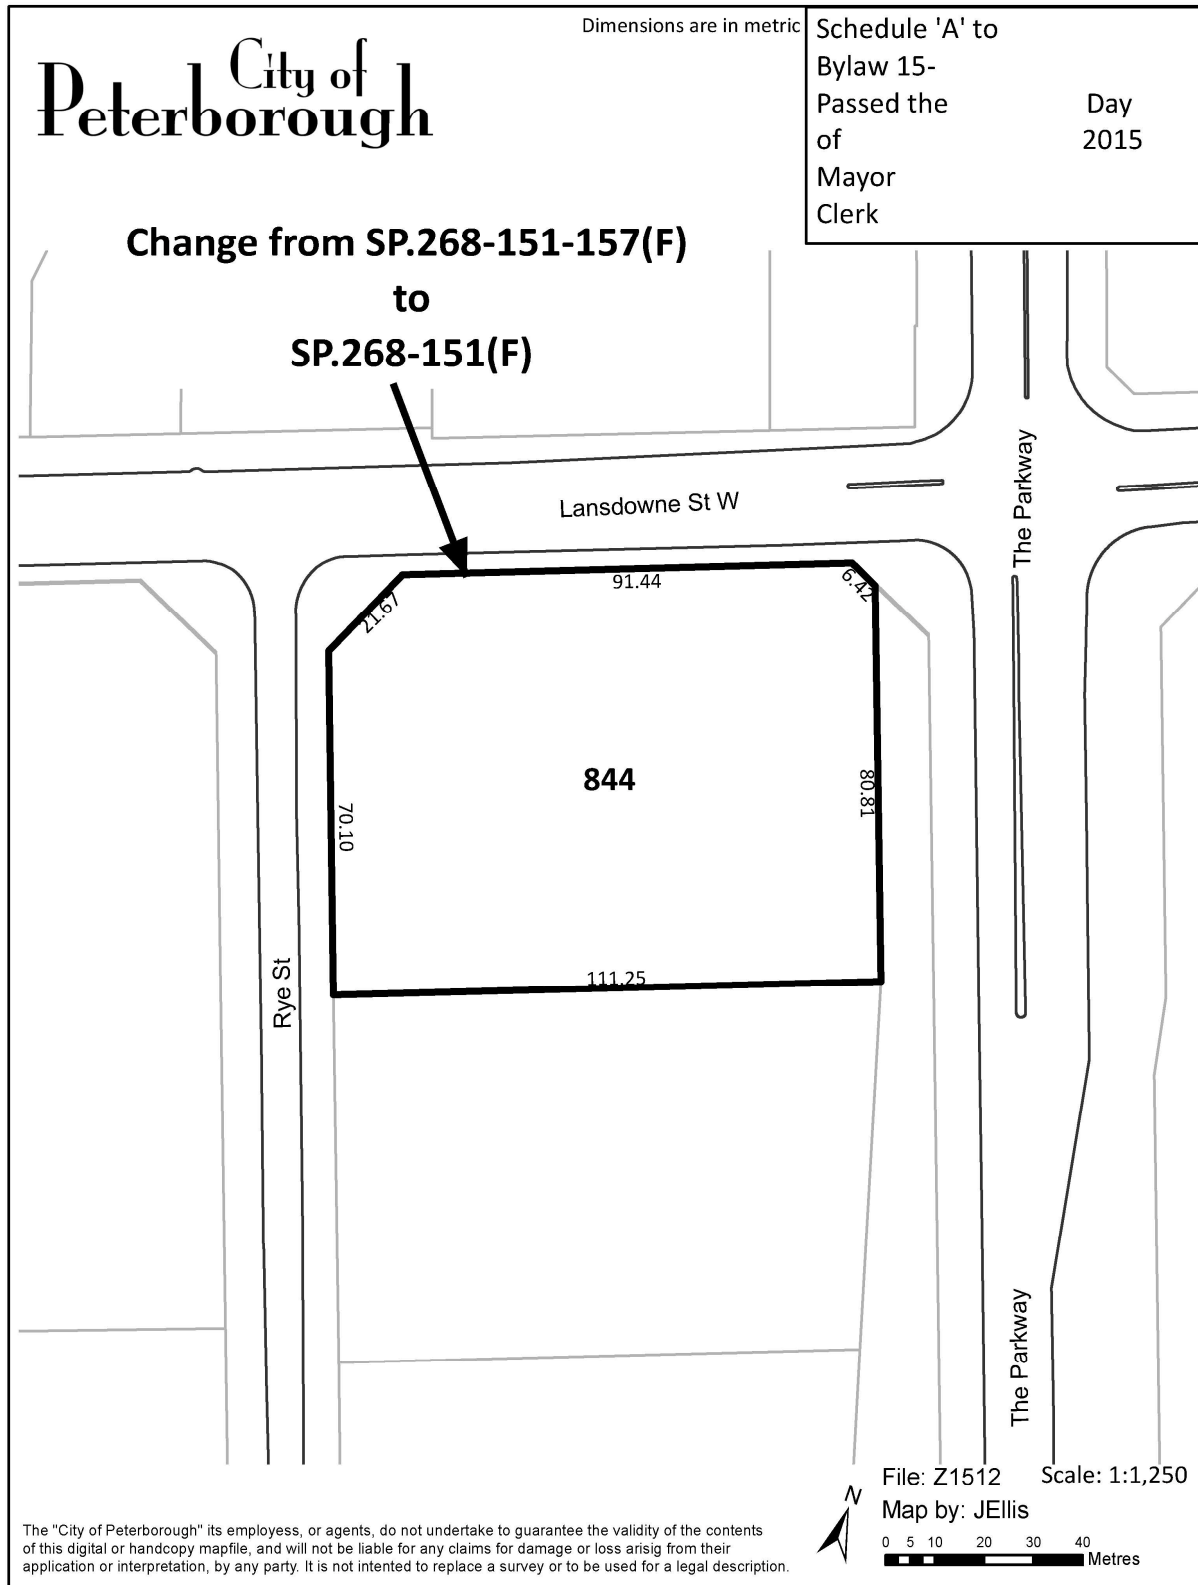 Dimensions are in metric
City of
Peterborough
Schedule 'A' to
Bylaw 15-
Passed the Day
of 2015
Mayor
Clerk
Change from SP.268-151-157(F)
to
SP.268-151(F)
Lansdowne St W
The Parkway
91.44
6.42
21.67
844
80.81
70.10
111.25
Rye St
The Parkway
File: Z1512 Scale: 1:1,250
Map by: JEllis
N
0 5 10 20 30 40
Metres
The "City of Peterborough" its employess, or agents, do not undertake to guarantee the validity of the contents
of this digital or handcopy mapfile, and will not be liable for any claims for damage or loss arisig from their
application or interpretation, by any party. It is not intended to replace a survey or to be used for a legal description.